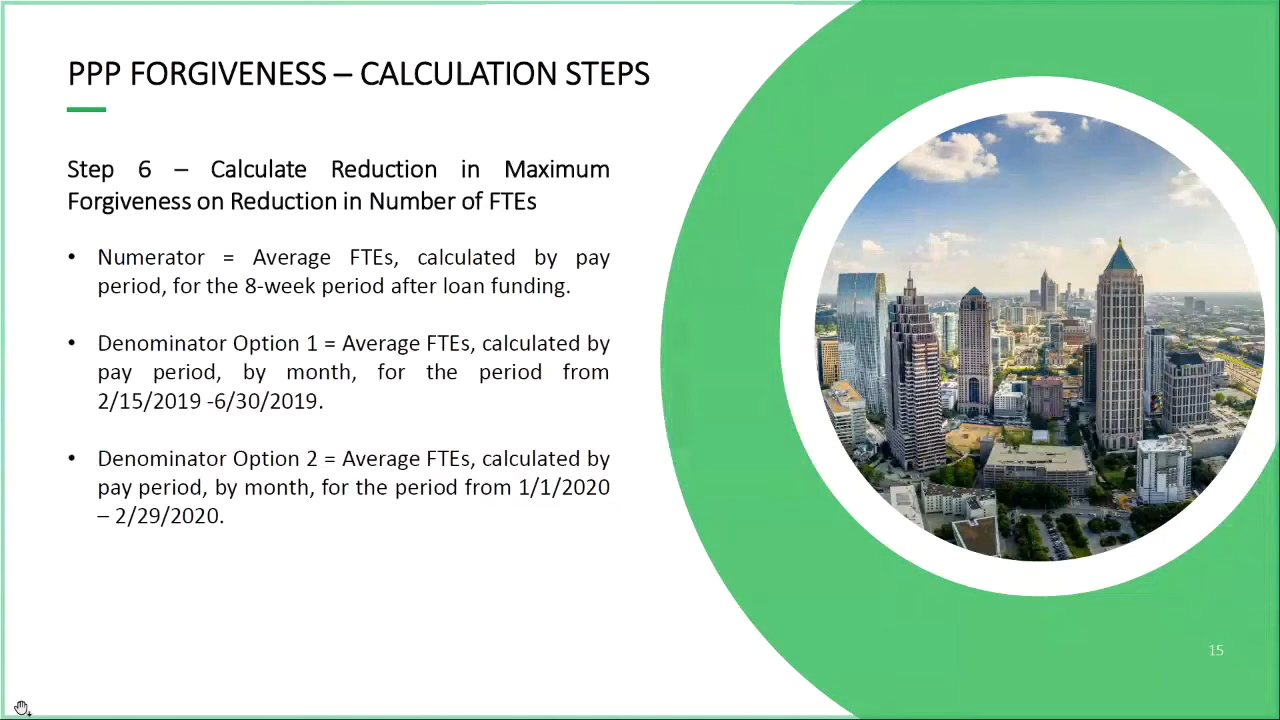 PPP FORGIVENESS – CALCULATION STEPS
Step 6 – Calculate Reduction in Maximum
Forgiveness on Reduction in Number of FTEs
• Numerator = Average FTEs, calculated by pay
period, for the 8-week period after loan funding.
• Denominator Option 1 = Average FTEs, calculated by
pay period, by month, for the period from
2/15/2019 -6/30/2019.
• Denominator Option 2 = Average FTEs, calculated by
pay period, by month, for the period from 1/1/2020
– 2/29/2020.
15